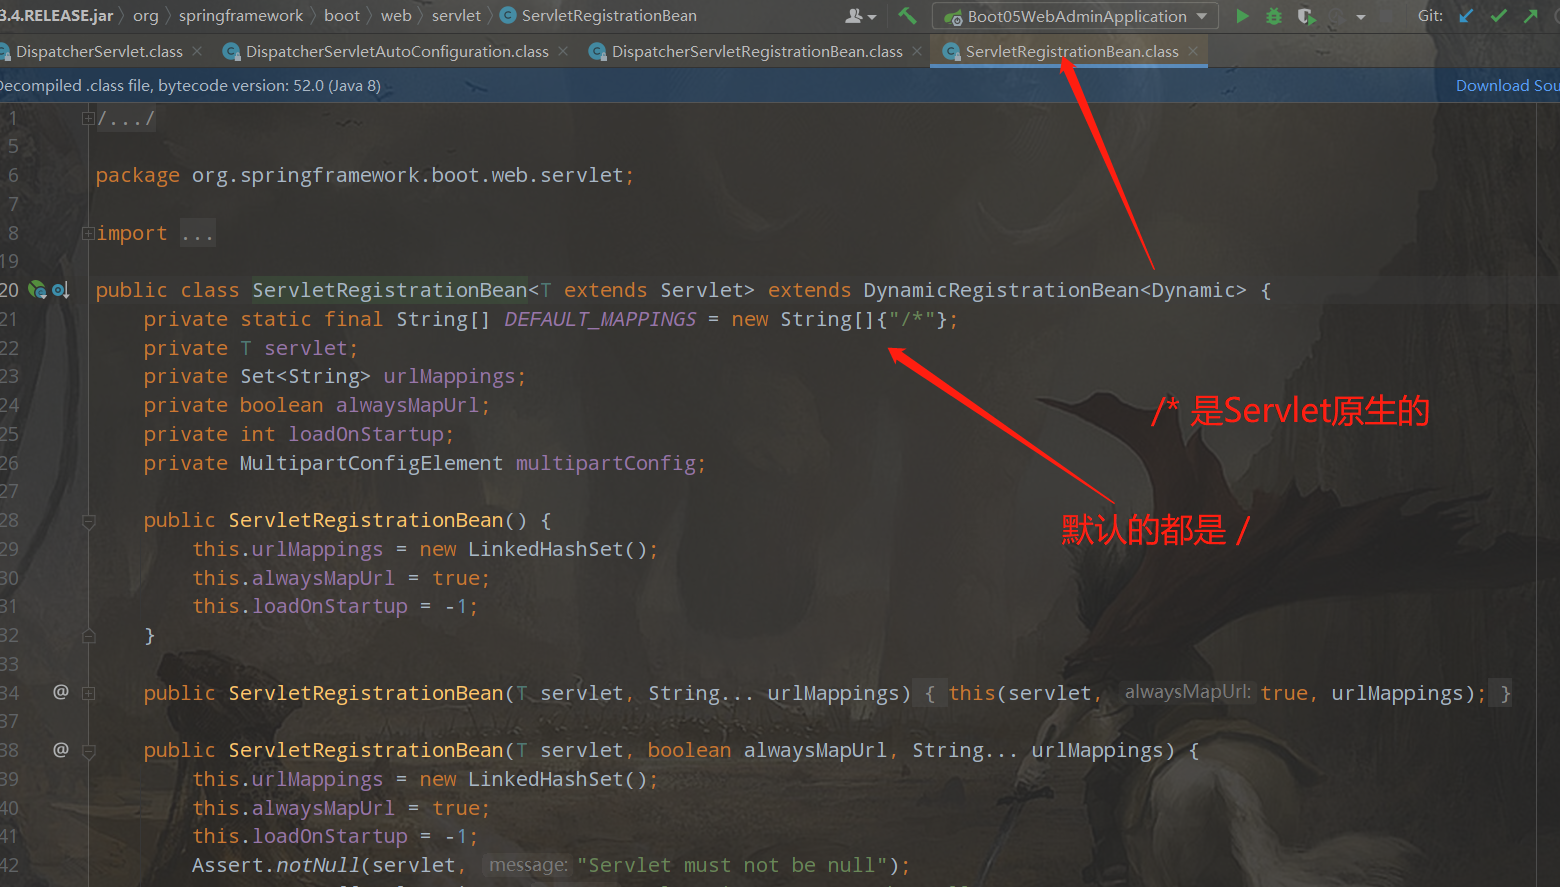 3.4.RELEASE.jar org springframework boot web servlet ServletRegistrationBean Boot05WebAdminApplication Git:
DispatcherServlet.class DispatcherServletAutoConfiguration.class DispatcherServletRegistrationBean.class ServletRegistrationBean.class
Decompiled .class file, bytecode version: 52.0 (Java 8) Download Sou
1 /.../
5
6 package org.springframework.boot.web.servlet;
7
8 import ...
19
20 public class ServletRegistrationBean<T extends Servlet> extends DynamicRegistrationBean<Dynamic> {
21 private static final String[] DEFAULT_MAPPINGS = new String[]{"/*"};
22 private T servlet;
23 private Set<String> urlMappings;
24 private boolean alwaysMapUrl;
/* 是Servlet原生的
25 private int loadOnStartup;
26 private MultipartConfigElement multipartConfig;
27
28 public ServletRegistrationBean() {
默认的都是 /
29 this.urlMappings = new LinkedHashSet();
30 this.alwaysMapUrl = true;
31 this.loadOnStartup = -1;
32 }
33
34 @ public ServletRegistrationBean(T servlet, String... urlMappings) { this(servlet, alwaysMapUrl: true, urlMappings); }
37
38 @ public ServletRegistrationBean(T servlet, boolean alwaysMapUrl, String... urlMappings) {
39 this.urlMappings = new LinkedHashSet();
40 this.alwaysMapUrl = true;
41 this.loadOnStartup = -1;
42 Assert.notNull(servlet, message: "Servlet must not be null");